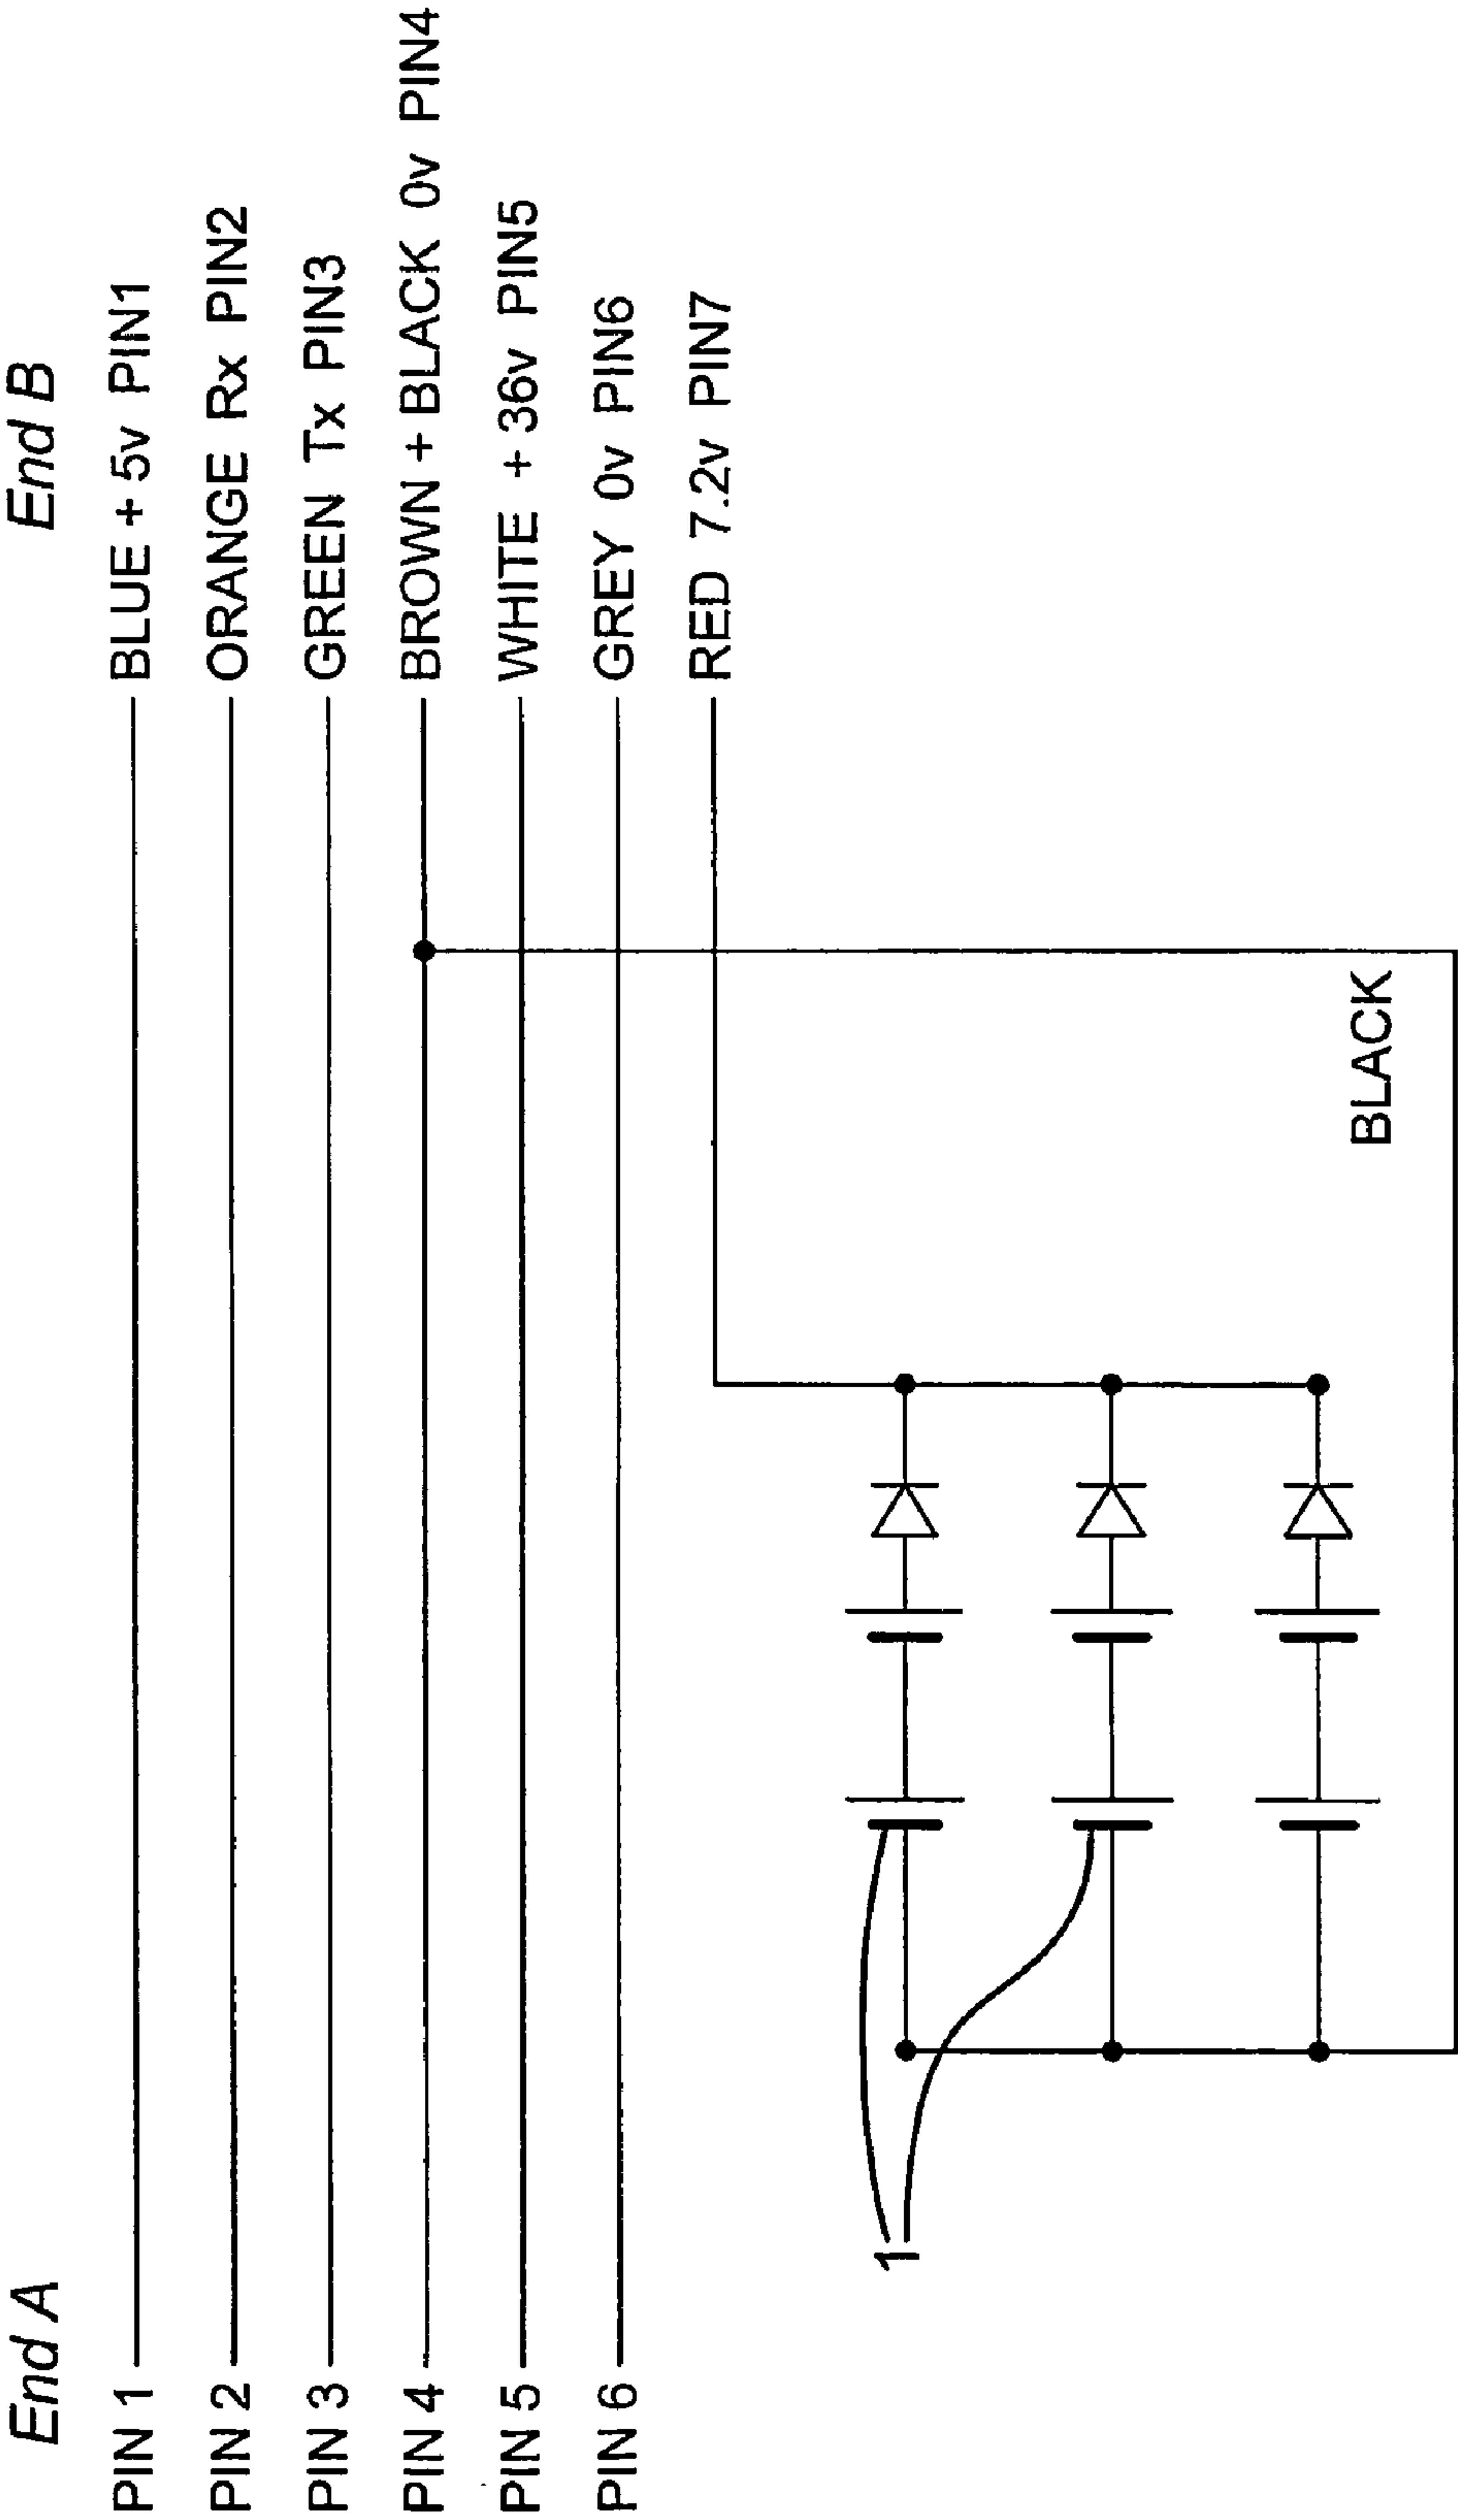 End A
End B
PIN 1
BLUE +5v PIN1
PIN 2
ORANGE Rx PIN2
PIN 3
GREEN Tx PIN3
PIN 4
BROWN + BLACK 0v PIN4
PIN 5
WHITE +36v PIN5
PIN 6
GREY 0v PIN6
RED 7.2v PIN7
1
BLACK